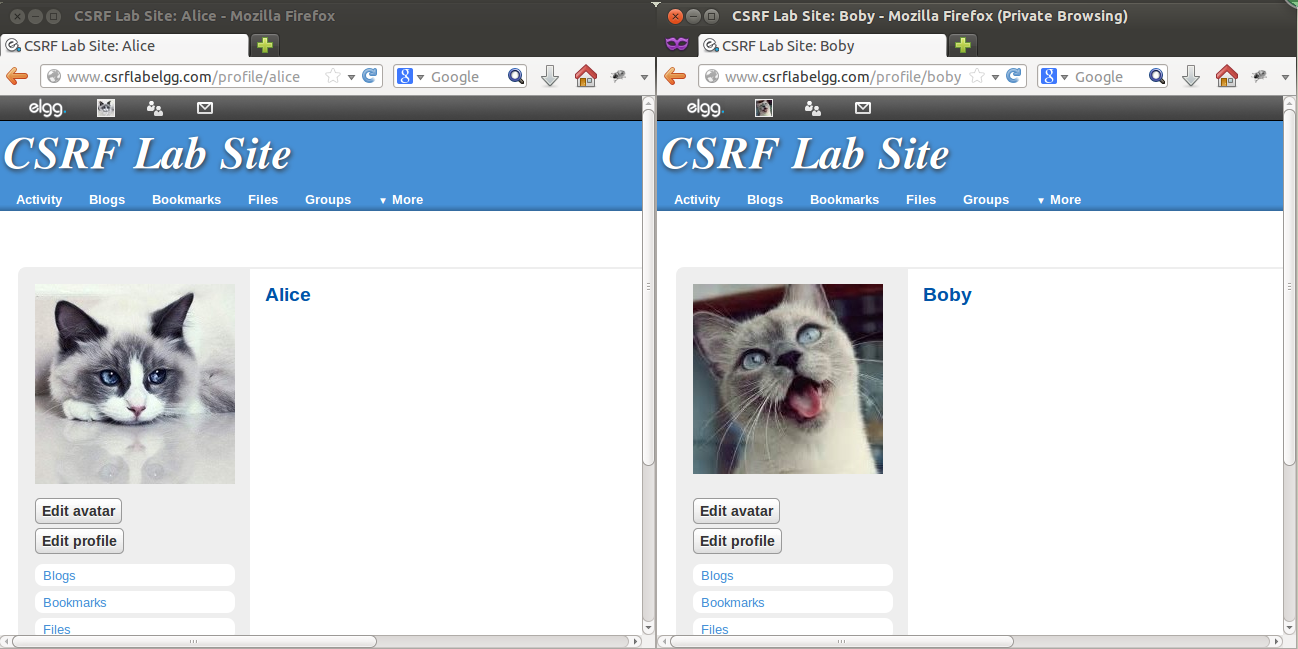 CSRF Lab Site: Alice - Mozilla Firefox
CSRF Lab Site: Alice
www.csrflabelgg.com/profile/alice
8 Google
elgg.
CSRF Lab Site
Activity Blogs Bookmarks Files Groups ▼ More
Alice
Edit avatar
Edit profile
Blogs
Bookmarks
Files
CSRF Lab Site: Boby - Mozilla Firefox (Private Browsing)
CSRF Lab Site: Boby
www.csrflabelgg.com/profile/boby
8 Google
elgg.
CSRF Lab Site
Activity Blogs Bookmarks Files Groups ▼ More
Boby
Edit avatar
Edit profile
Blogs
Bookmarks
Files